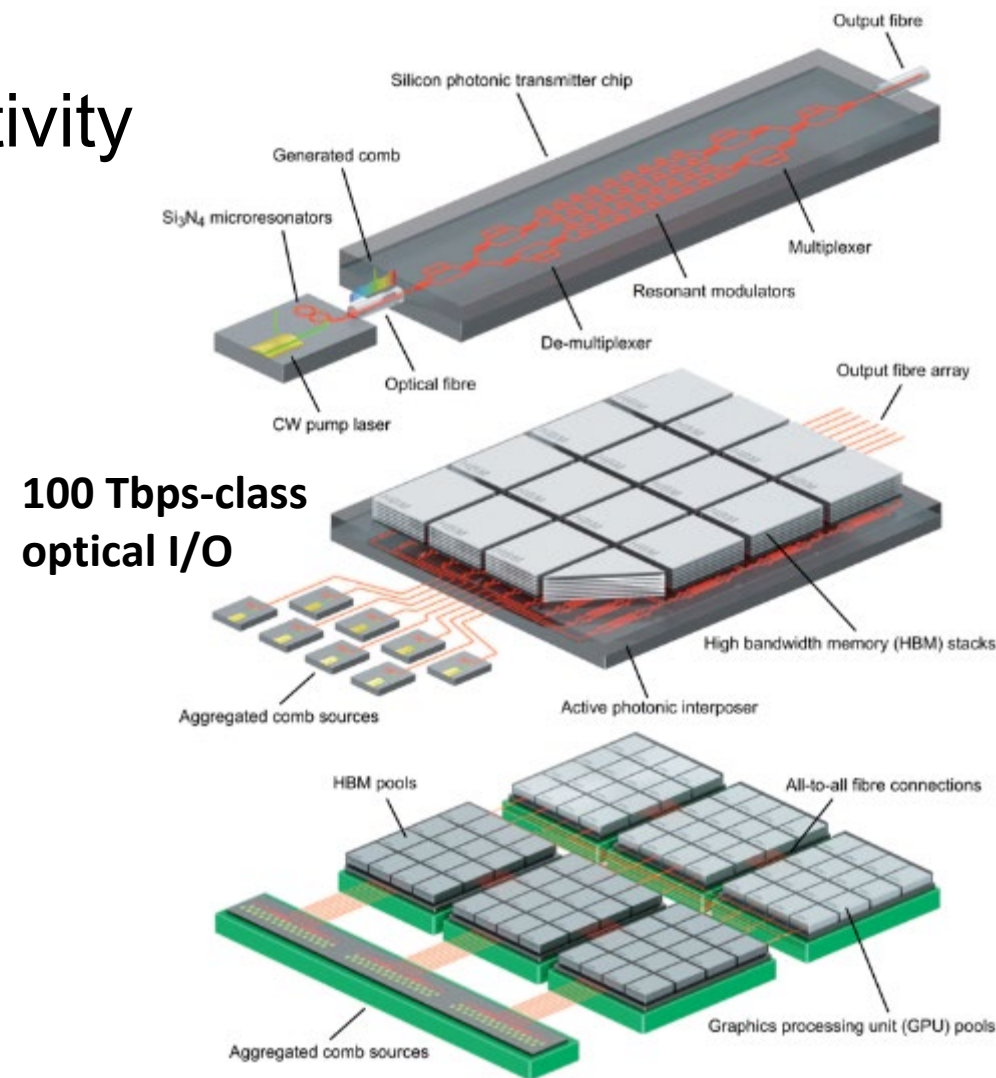 Output fibre
Silicon photonic transmitter chip
tivity
Generated comb
Si₃N₄ microresonators
Multiplexer
Resonant modulators
De-multiplexer
Optical fibre
CW pump laser
Output fibre array
100 Tbps-class
optical I/O
High bandwidth memory (HBM) stacks
Active photonic interposer
Aggregated comb sources
HBM pools
All-to-all fibre connections
Graphics processing unit (GPU) pools
Aggregated comb sources